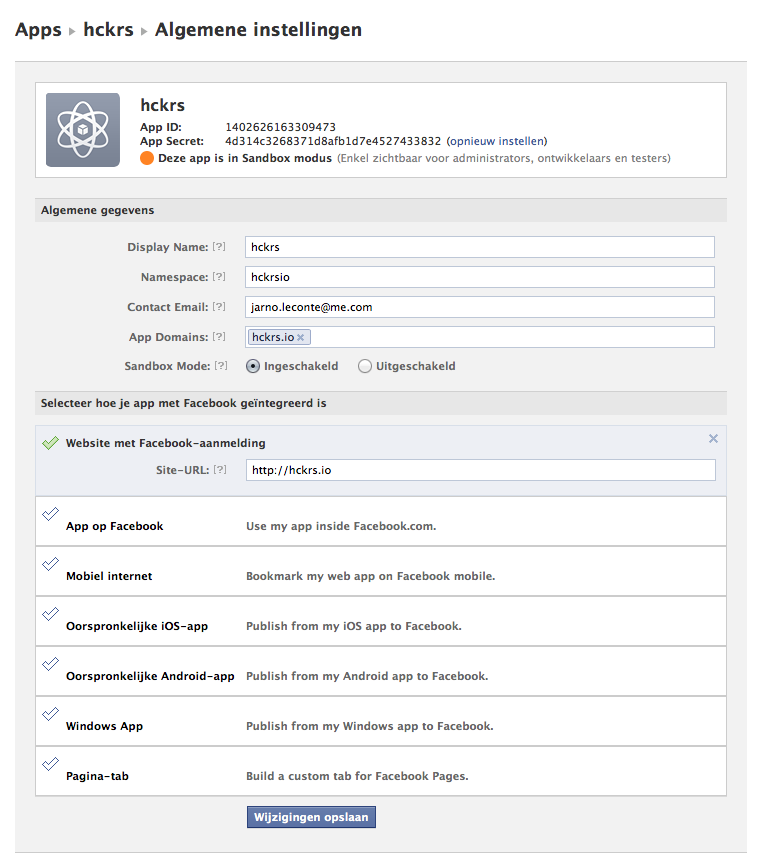 Apps ▸ hckrs ▸ Algemene instellingen
hckrs
App ID: 1402626163309473
App Secret: 4d314c3268371d8afb1d7e4527433832 (opnieuw instellen)
Deze app is in Sandbox modus (Enkel zichtbaar voor administrators, ontwikkelaars en testers)
Algemene gegevens
Display Name: [?] hckrs
Namespace: [?] hckrsio
Contact Email: [?] jarno.leconte@me.com
App Domains: [?] hckrs.io ×
Sandbox Mode: [?] Ingeschakeld Uitgeschakeld
Selecteer hoe je app met Facebook geïntegreerd is
Website met Facebook-aanmelding
Site-URL: [?] http://hckrs.io
App op Facebook Use my app inside Facebook.com.
Mobiel internet Bookmark my web app on Facebook mobile.
Oorspronkelijke iOS-app Publish from my iOS app to Facebook.
Oorspronkelijke Android-app Publish from my Android app to Facebook.
Windows App Publish from my Windows app to Facebook.
Pagina-tab Build a custom tab for Facebook Pages.
Wijzigingen opslaan